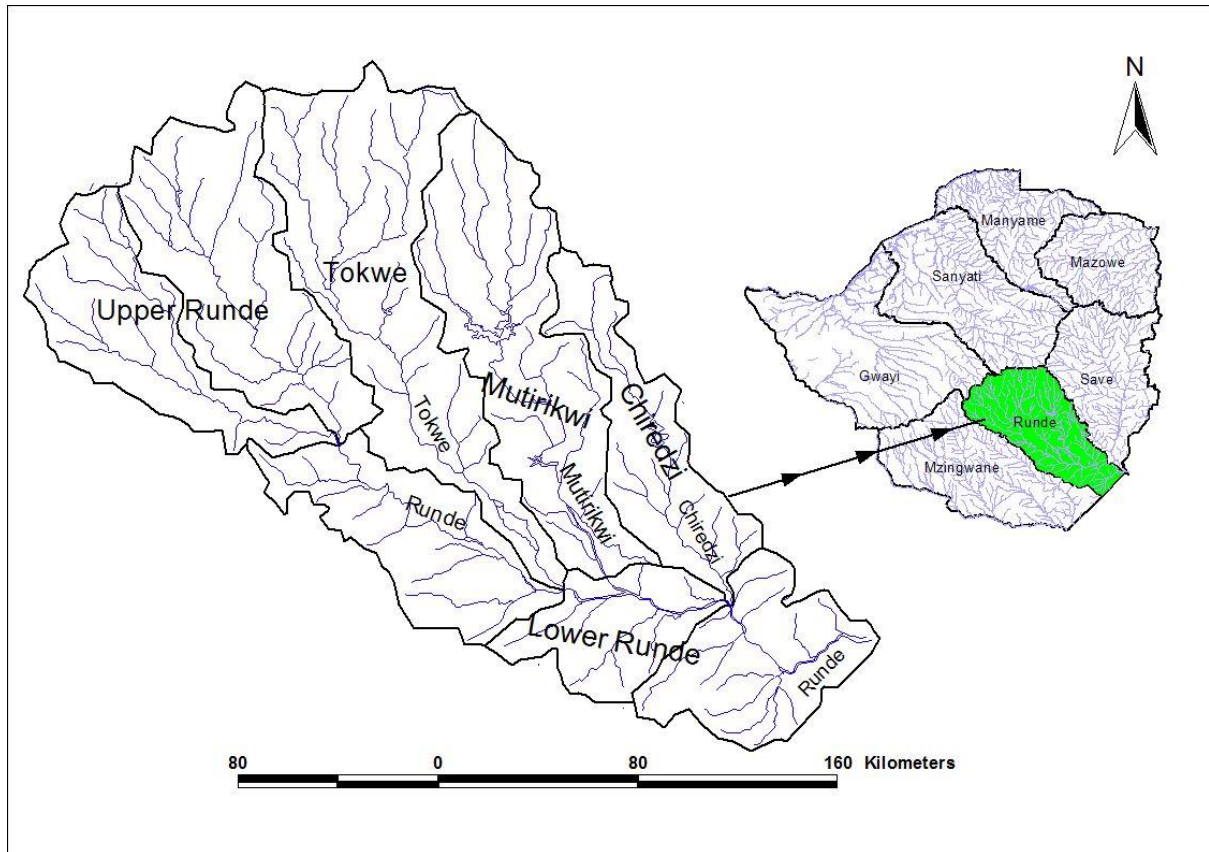 N
Manyame
Mazowe
Sanyati
Tokwe
Upper Runde
Gwayi
Save
Mutirikwi
Chiredzi
Runde
Tokwe
Mzingwane
Mutirikwi
Runde
Chiredzi
Lower Runde
Runde
80 0 80 160 Kilometers